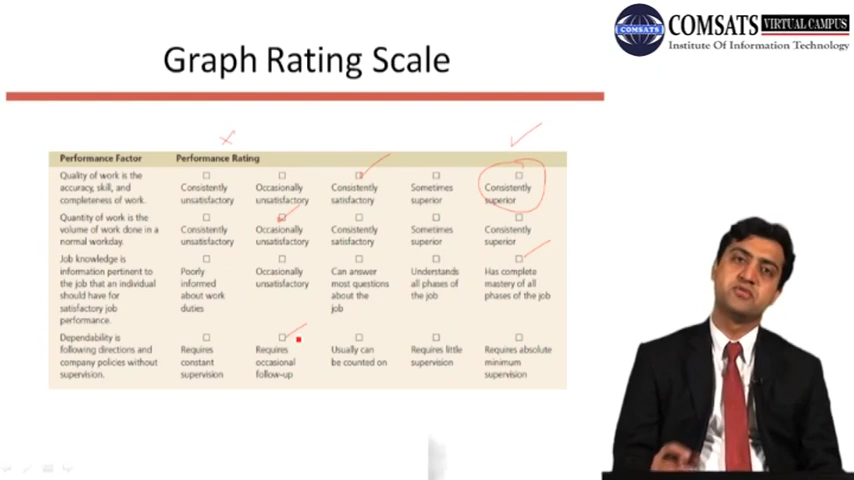 COMSATS VIRTUAL CAMPUS
COMSATS
Institute Of Information Technology
Graph Rating Scale
Performance Factor Performance Rating
Quality of work is the
accuracy, skill, and
completeness of work.
Consistently
unsatisfactory
Occasionally
unsatisfactory
Consistently
satisfactory
Sometimes
superior
Consistently
superior
Quantity of work is the
volume of work done in a
normal workday.
Consistently
unsatisfactory
Occasionally
unsatisfactory
Consistently
satisfactory
Sometimes
superior
Consistently
superior
Job knowledge is
information pertinent to
the job that an individual
should have for
satisfactory job
performance.
Poorly
informed
about work
duties
Occasionally
unsatisfactory
Can answer
most questions
about the
job
Understands
all phases of
the job
Has complete
mastery of all
phases of the job
Dependability is
following directions and
company policies without
supervision.
Requires
constant
supervision
Requires
occasional
follow-up
Usually can
be counted on
Requires little
supervision
Requires absolute
minimum
supervision